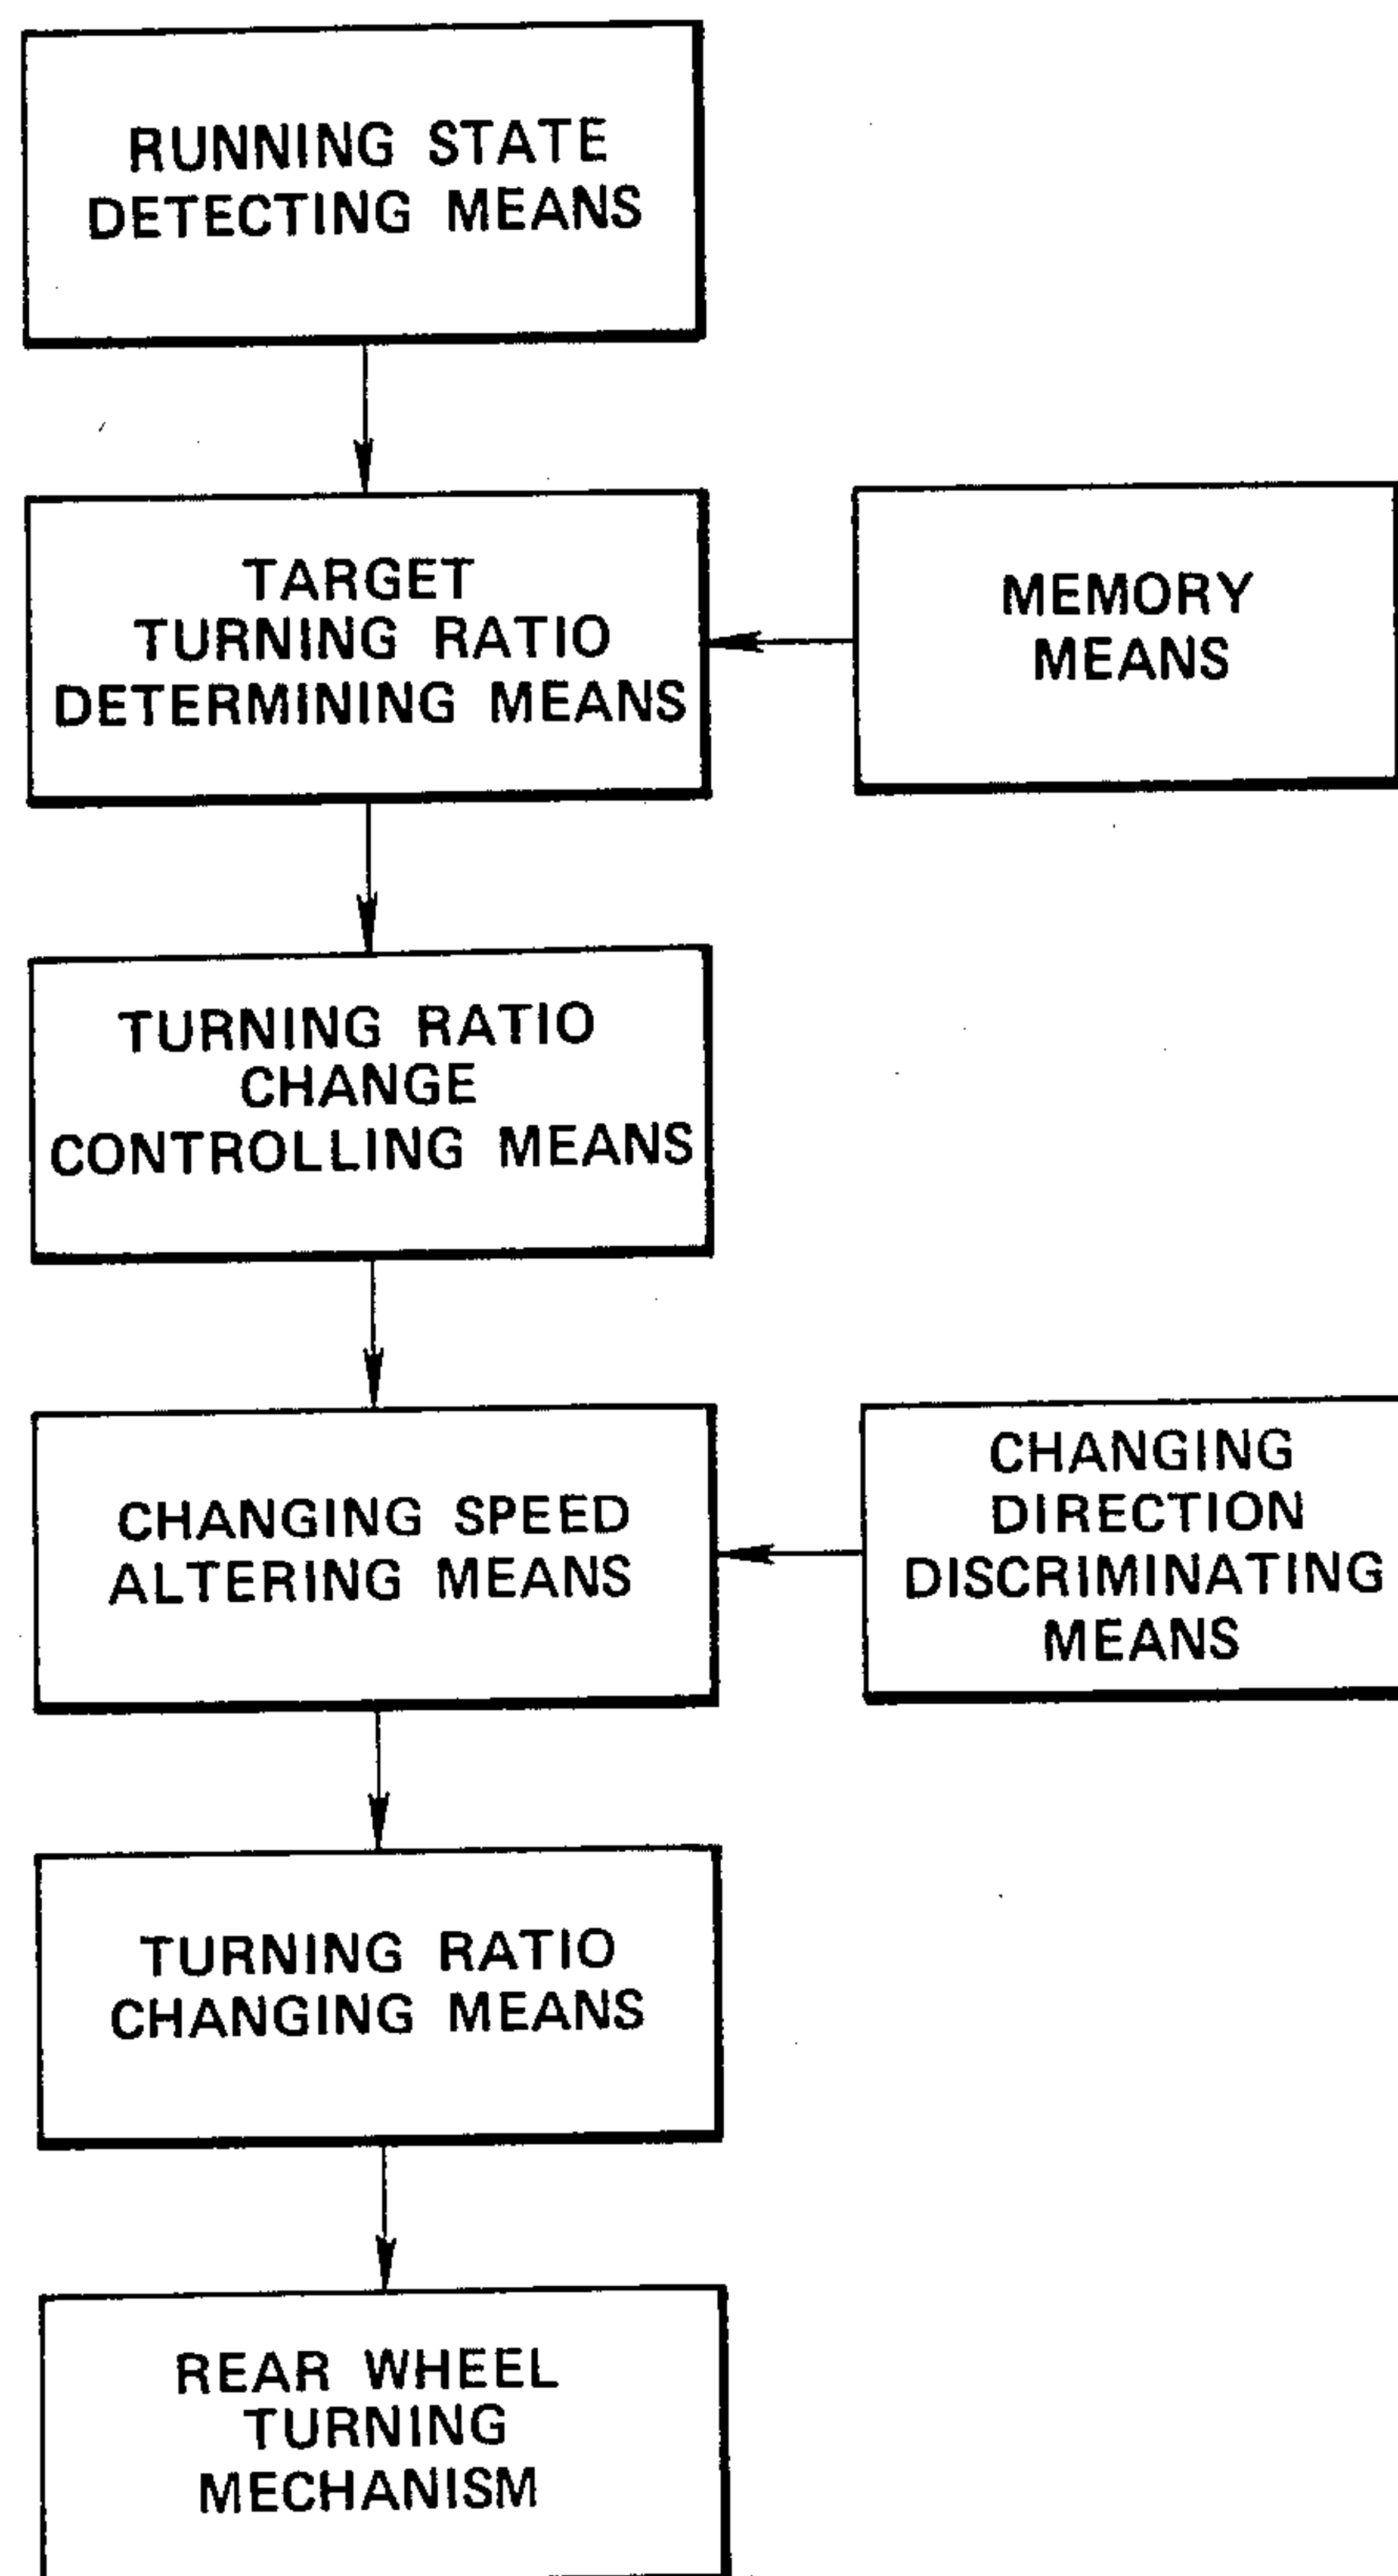 RUNNING STATE
DETECTING MEANS
TARGET
TURNING RATIO
DETERMINING MEANS
MEMORY
MEANS
TURNING RATIO
CHANGE
CONTROLLING MEANS
CHANGING SPEED
ALTERING MEANS
CHANGING
DIRECTION
DISCRIMINATING
MEANS
TURNING RATIO
CHANGING MEANS
REAR WHEEL
TURNING
MECHANISM